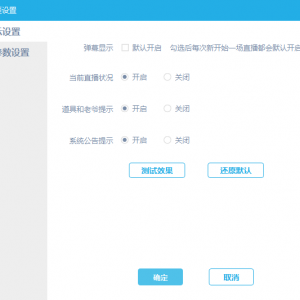 设置
示设置
参数设置
弹幕显示 默认开启 勾选后每次新开始一场直播都会默认开启
当前直播状况 开启 关闭
道具和老爷提示 开启 关闭
系统公告提示 开启 关闭
测试效果 还原默认
确定 取消